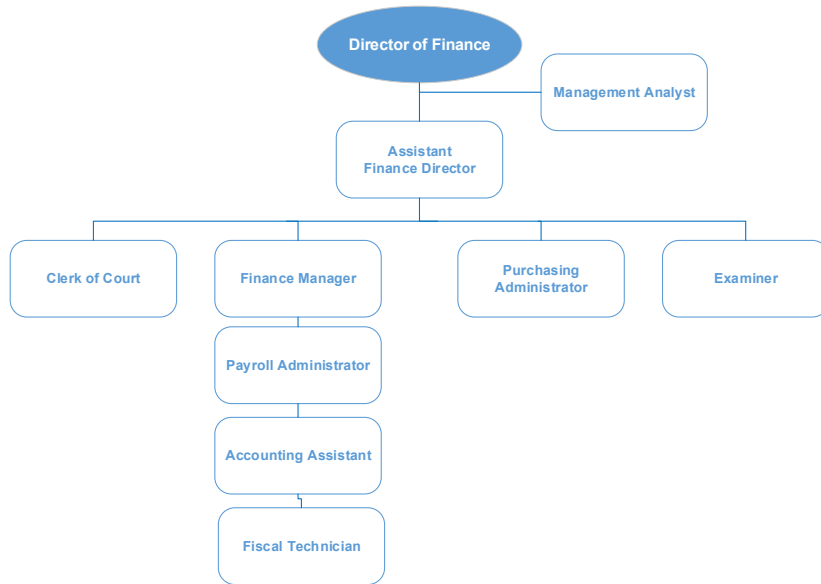 Director of Finance
Management Analyst
Assistant
Finance Director
Clerk of Court
Finance Manager
Purchasing
Administrator
Examiner
Payroll Administrator
Accounting Assistant
Fiscal Technician